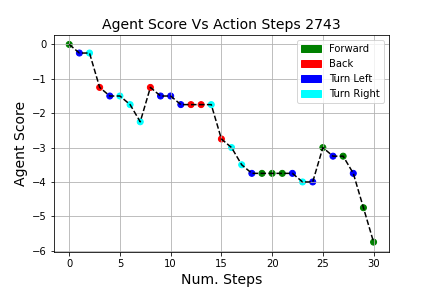 Agent Score Vs Action Steps 2743
Forward
Back
Turn Left
Turn Right
Agent Score
0
−1
−2
−3
−4
−5
−6
0 5 10 15 20 25 30
Num. Steps